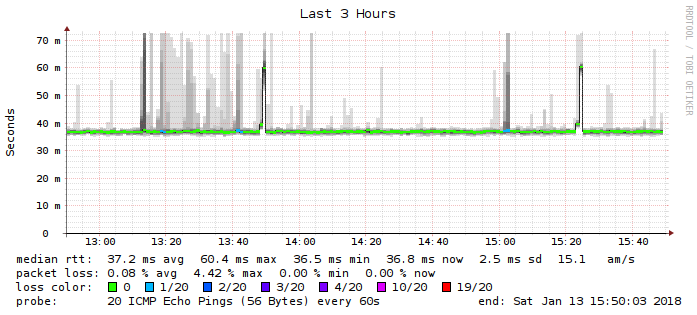 Last 3 Hours
RRDTOOL / TOBI OETIKER
Seconds
70 m
60 m
50 m
40 m
30 m
20 m
10 m
0
13:00 13:20 13:40 14:00 14:20 14:40 15:00 15:20 15:40
median rtt: 37.2 ms avg 60.4 ms max 36.5 ms min 36.8 ms now 2.5 ms sd 15.1 am/s
packet loss: 0.08 % avg 4.42 % max 0.00 % min 0.00 % now
loss color: 0 1/20 2/20 3/20 4/20 10/20 19/20
probe: 20 ICMP Echo Pings (56 Bytes) every 60s end: Sat Jan 13 15:50:03 2018